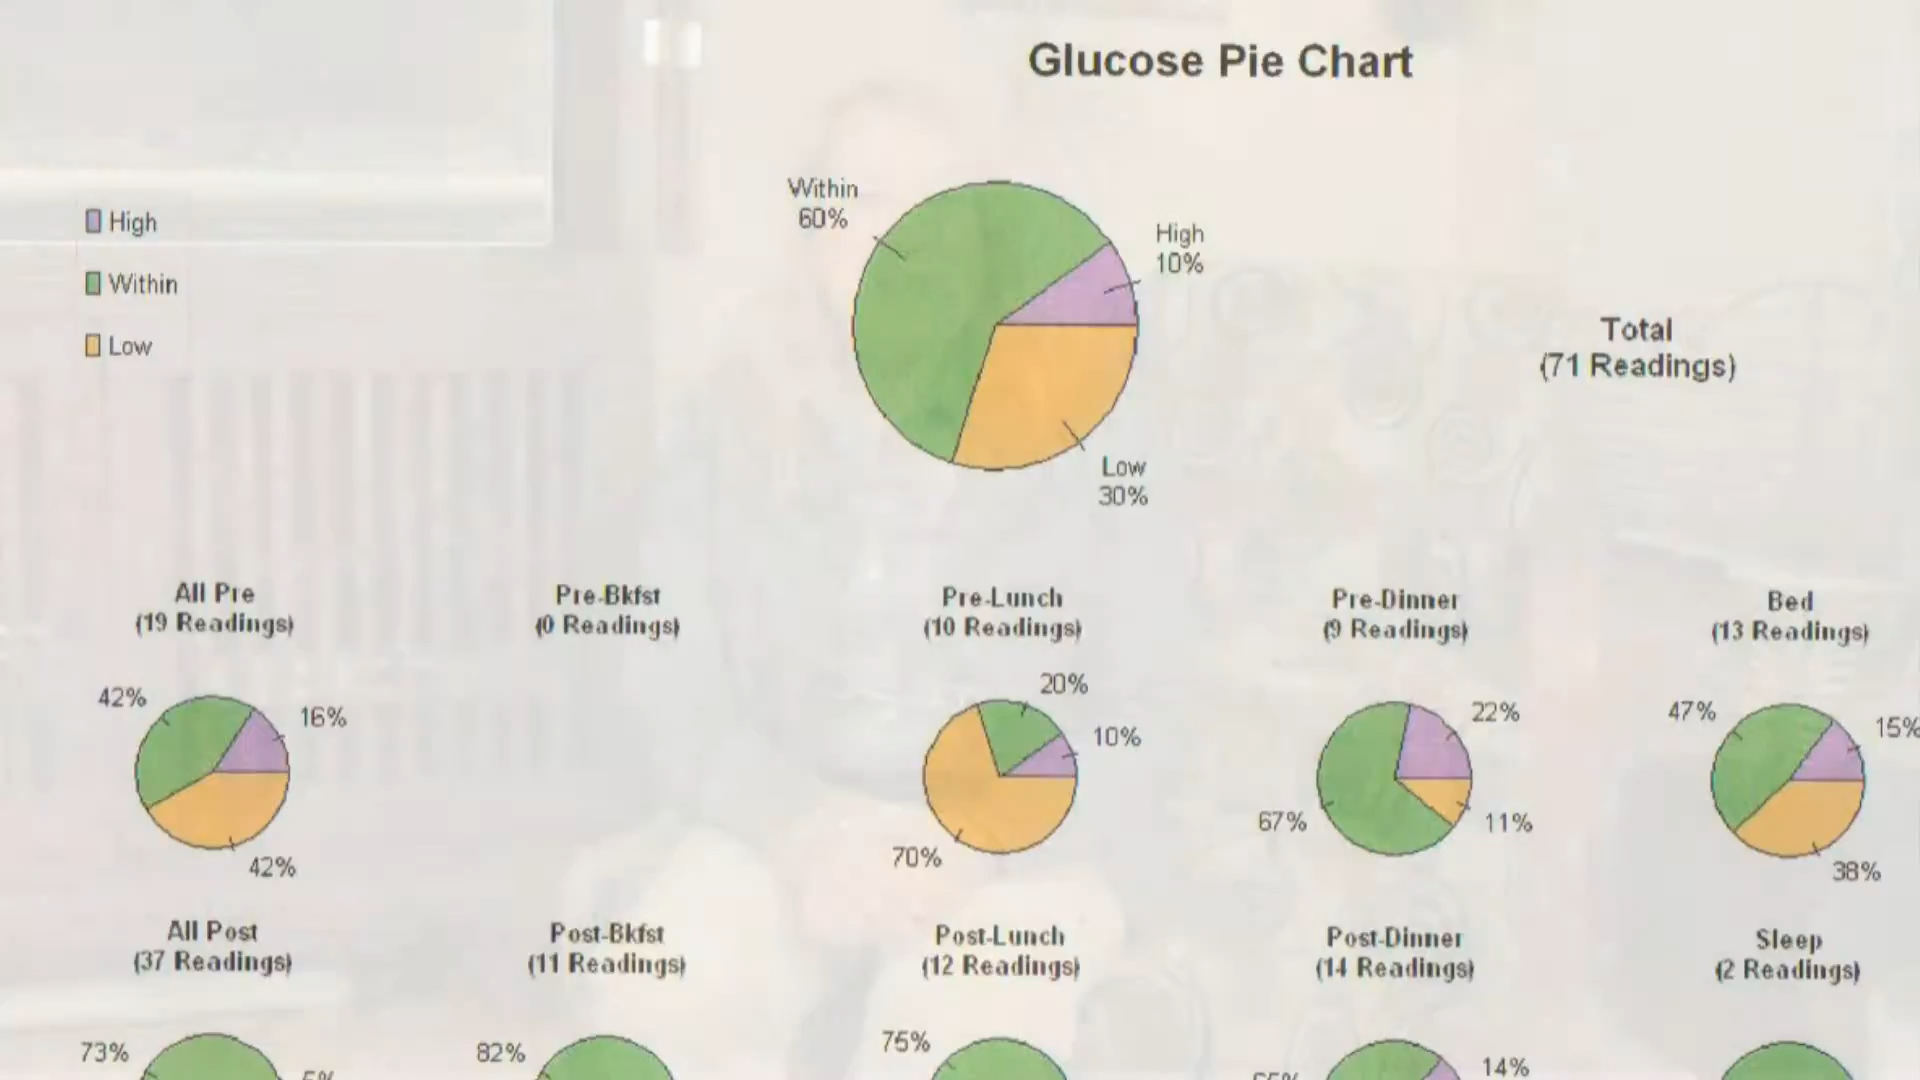 Glucose Pie Chart
High
Within
Low
Within
60%
High
10%
Low
30%
Total
(71 Readings)
All Pre
(19 Readings)
Pre-Bkfst
(0 Readings)
Pre-Lunch
(10 Readings)
Pre-Dinner
(9 Readings)
Bed
(13 Readings)
42%
16%
42%
20%
10%
70%
22%
67%
11%
47%
15%
38%
All Post
(37 Readings)
Post-Bkfst
(11 Readings)
Post-Lunch
(12 Readings)
Post-Dinner
(14 Readings)
Sleep
(2 Readings)
73%
82%
75%
14%